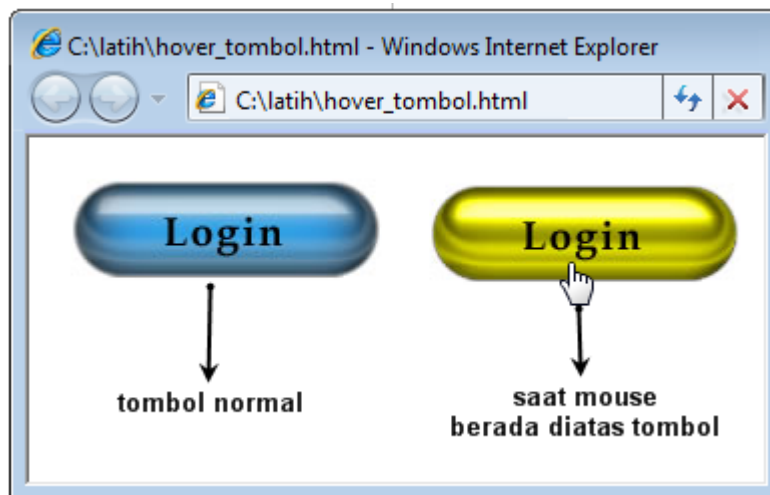 C:\latih\hover_tombol.html - Windows Internet Explorer
C:\latih\hover_tombol.html
Login
Login
tombol normal
saat mouse
berada diatas tombol